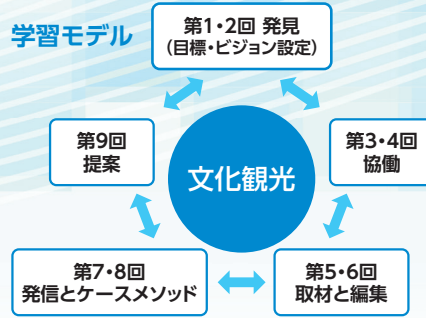 学習モデル
第1・2回 発見
(目標・ビジョン設定)
第9回
提案
第3・4回
協働
文化観光
第7・8回
発信とケースメソッド
第5・6回
取材と編集